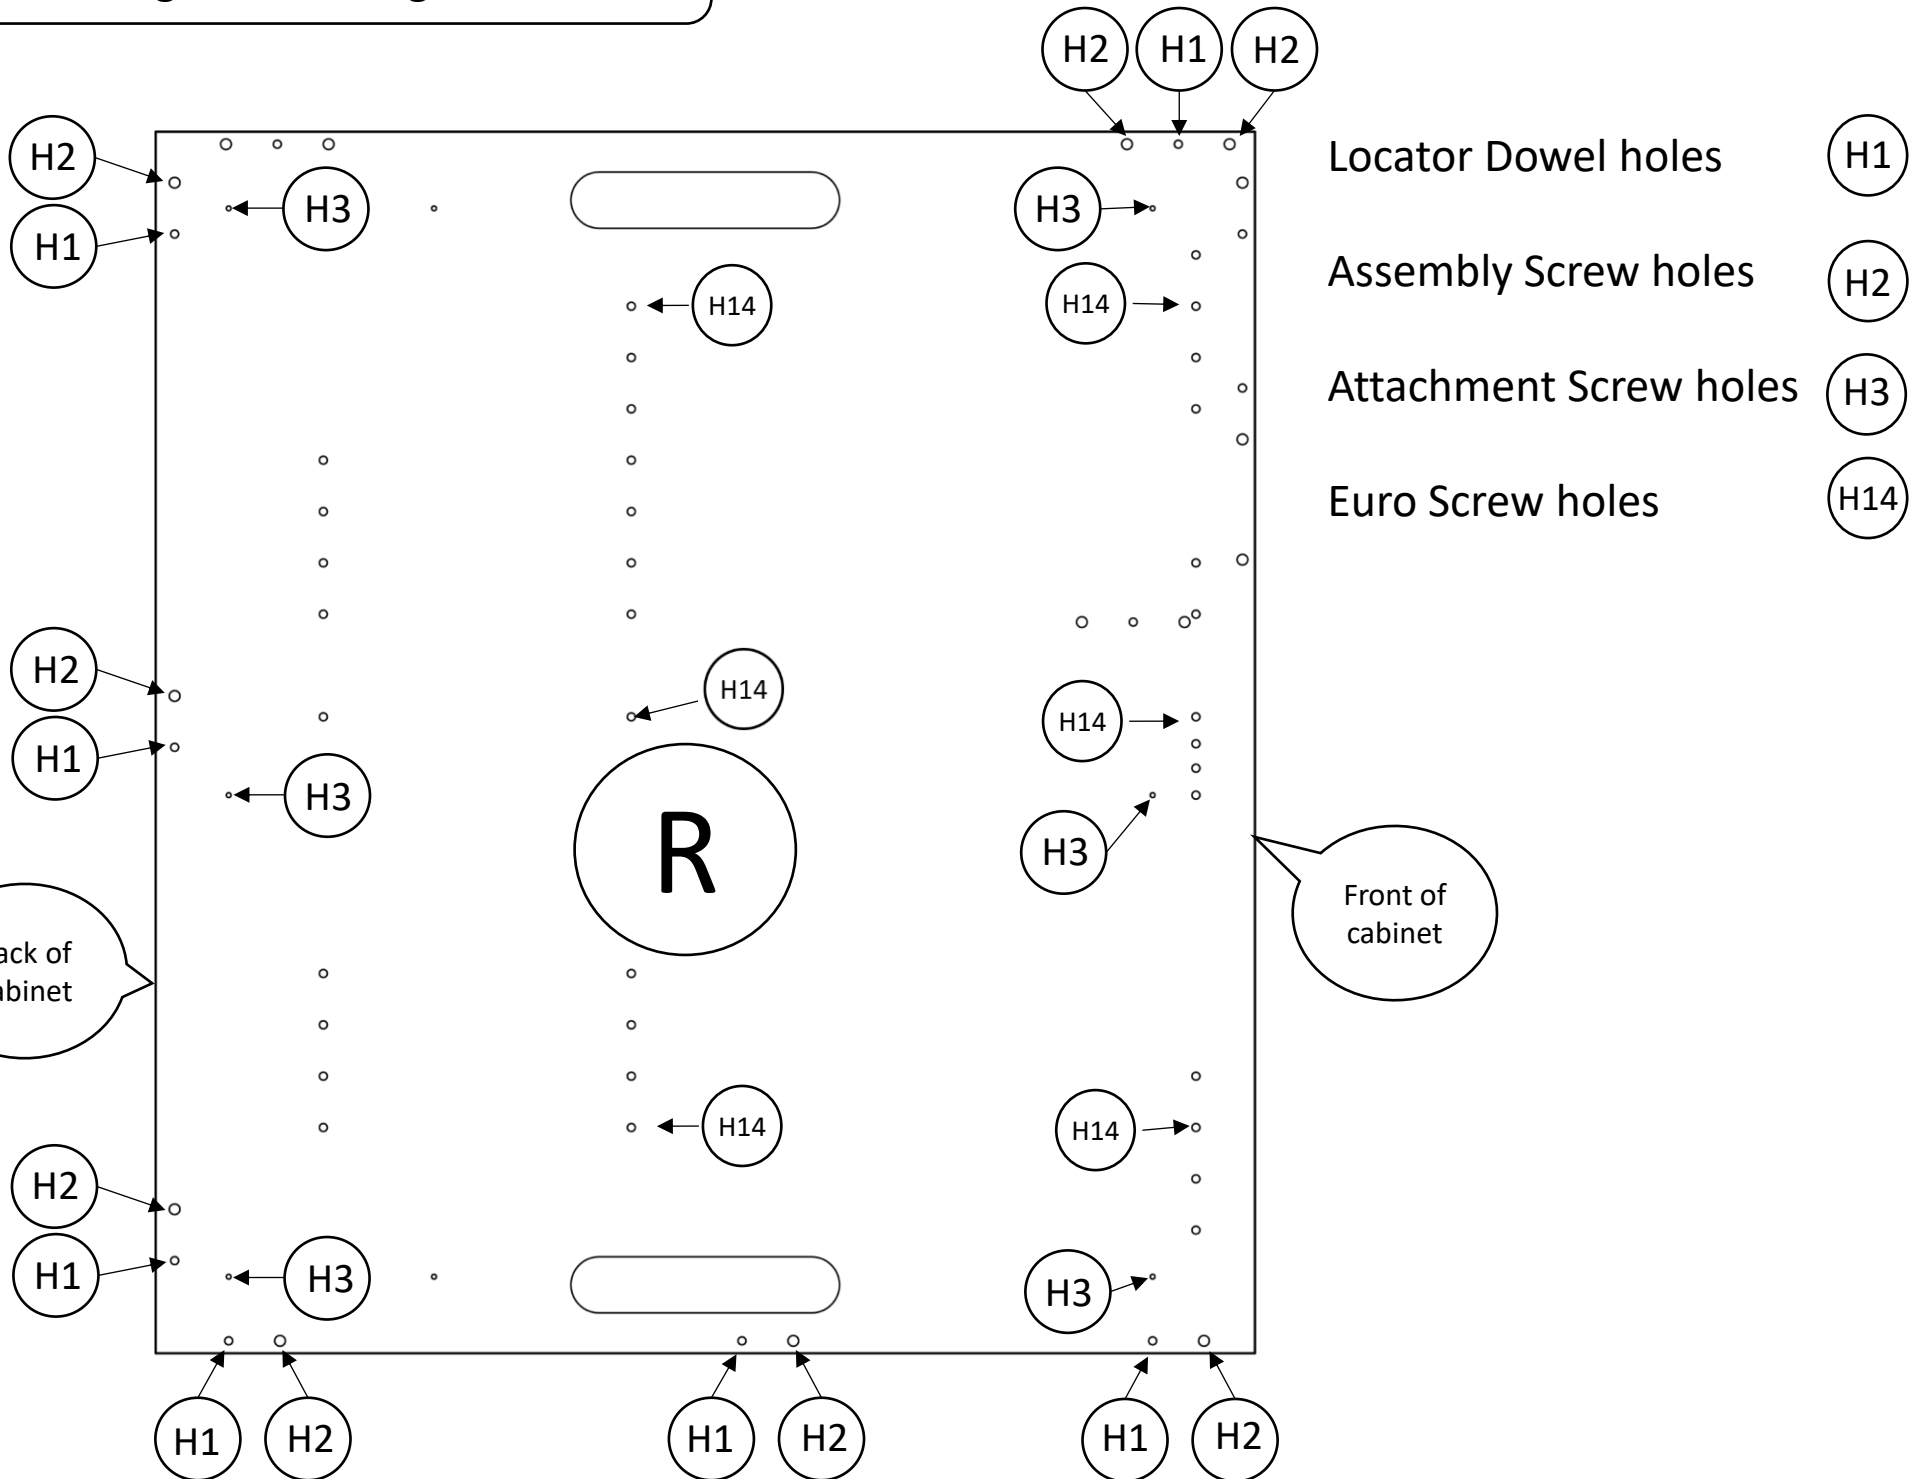 H2 H1 H2
H2
Locator Dowel holes H1
H3
H3
H1
Assembly Screw holes H2
H14
H14
Attachment Screw holes H3
Euro Screw holes H14
H2
H14
H14
H1
H3
R
H3
Front of
cabinet
H14
H14
H2
H1
H3
H3
H1 H2 H1 H2 H1 H2